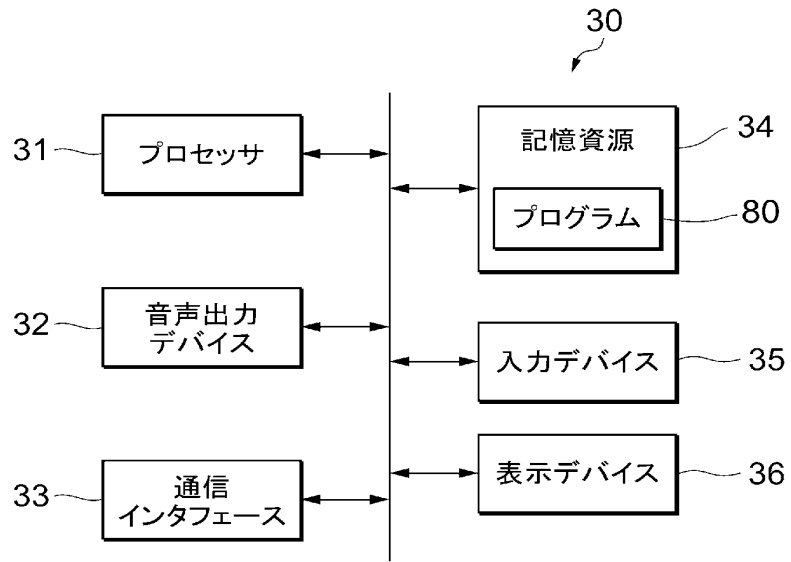 30
31
プロセッサ
記憶資源
34
プログラム
80
32
音声出力
デバイス
入力デバイス
35
33
通信
インタフェース
表示デバイス
36